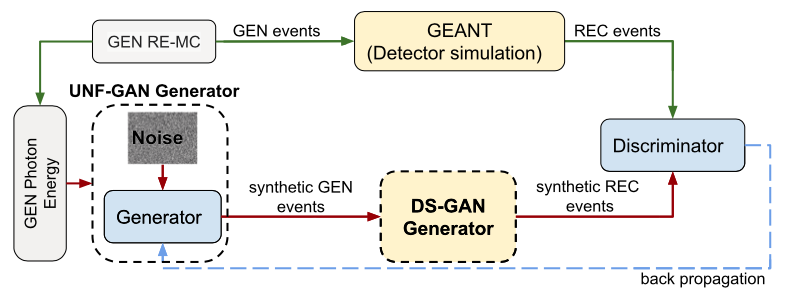 GEN RE-MC
GEN events
GEANT
(Detector simulation)
REC events
UNF-GAN Generator
GEN Photon
Energy
Noise
Generator
synthetic GEN
events
DS-GAN
Generator
synthetic REC
events
Discriminator
back propagation